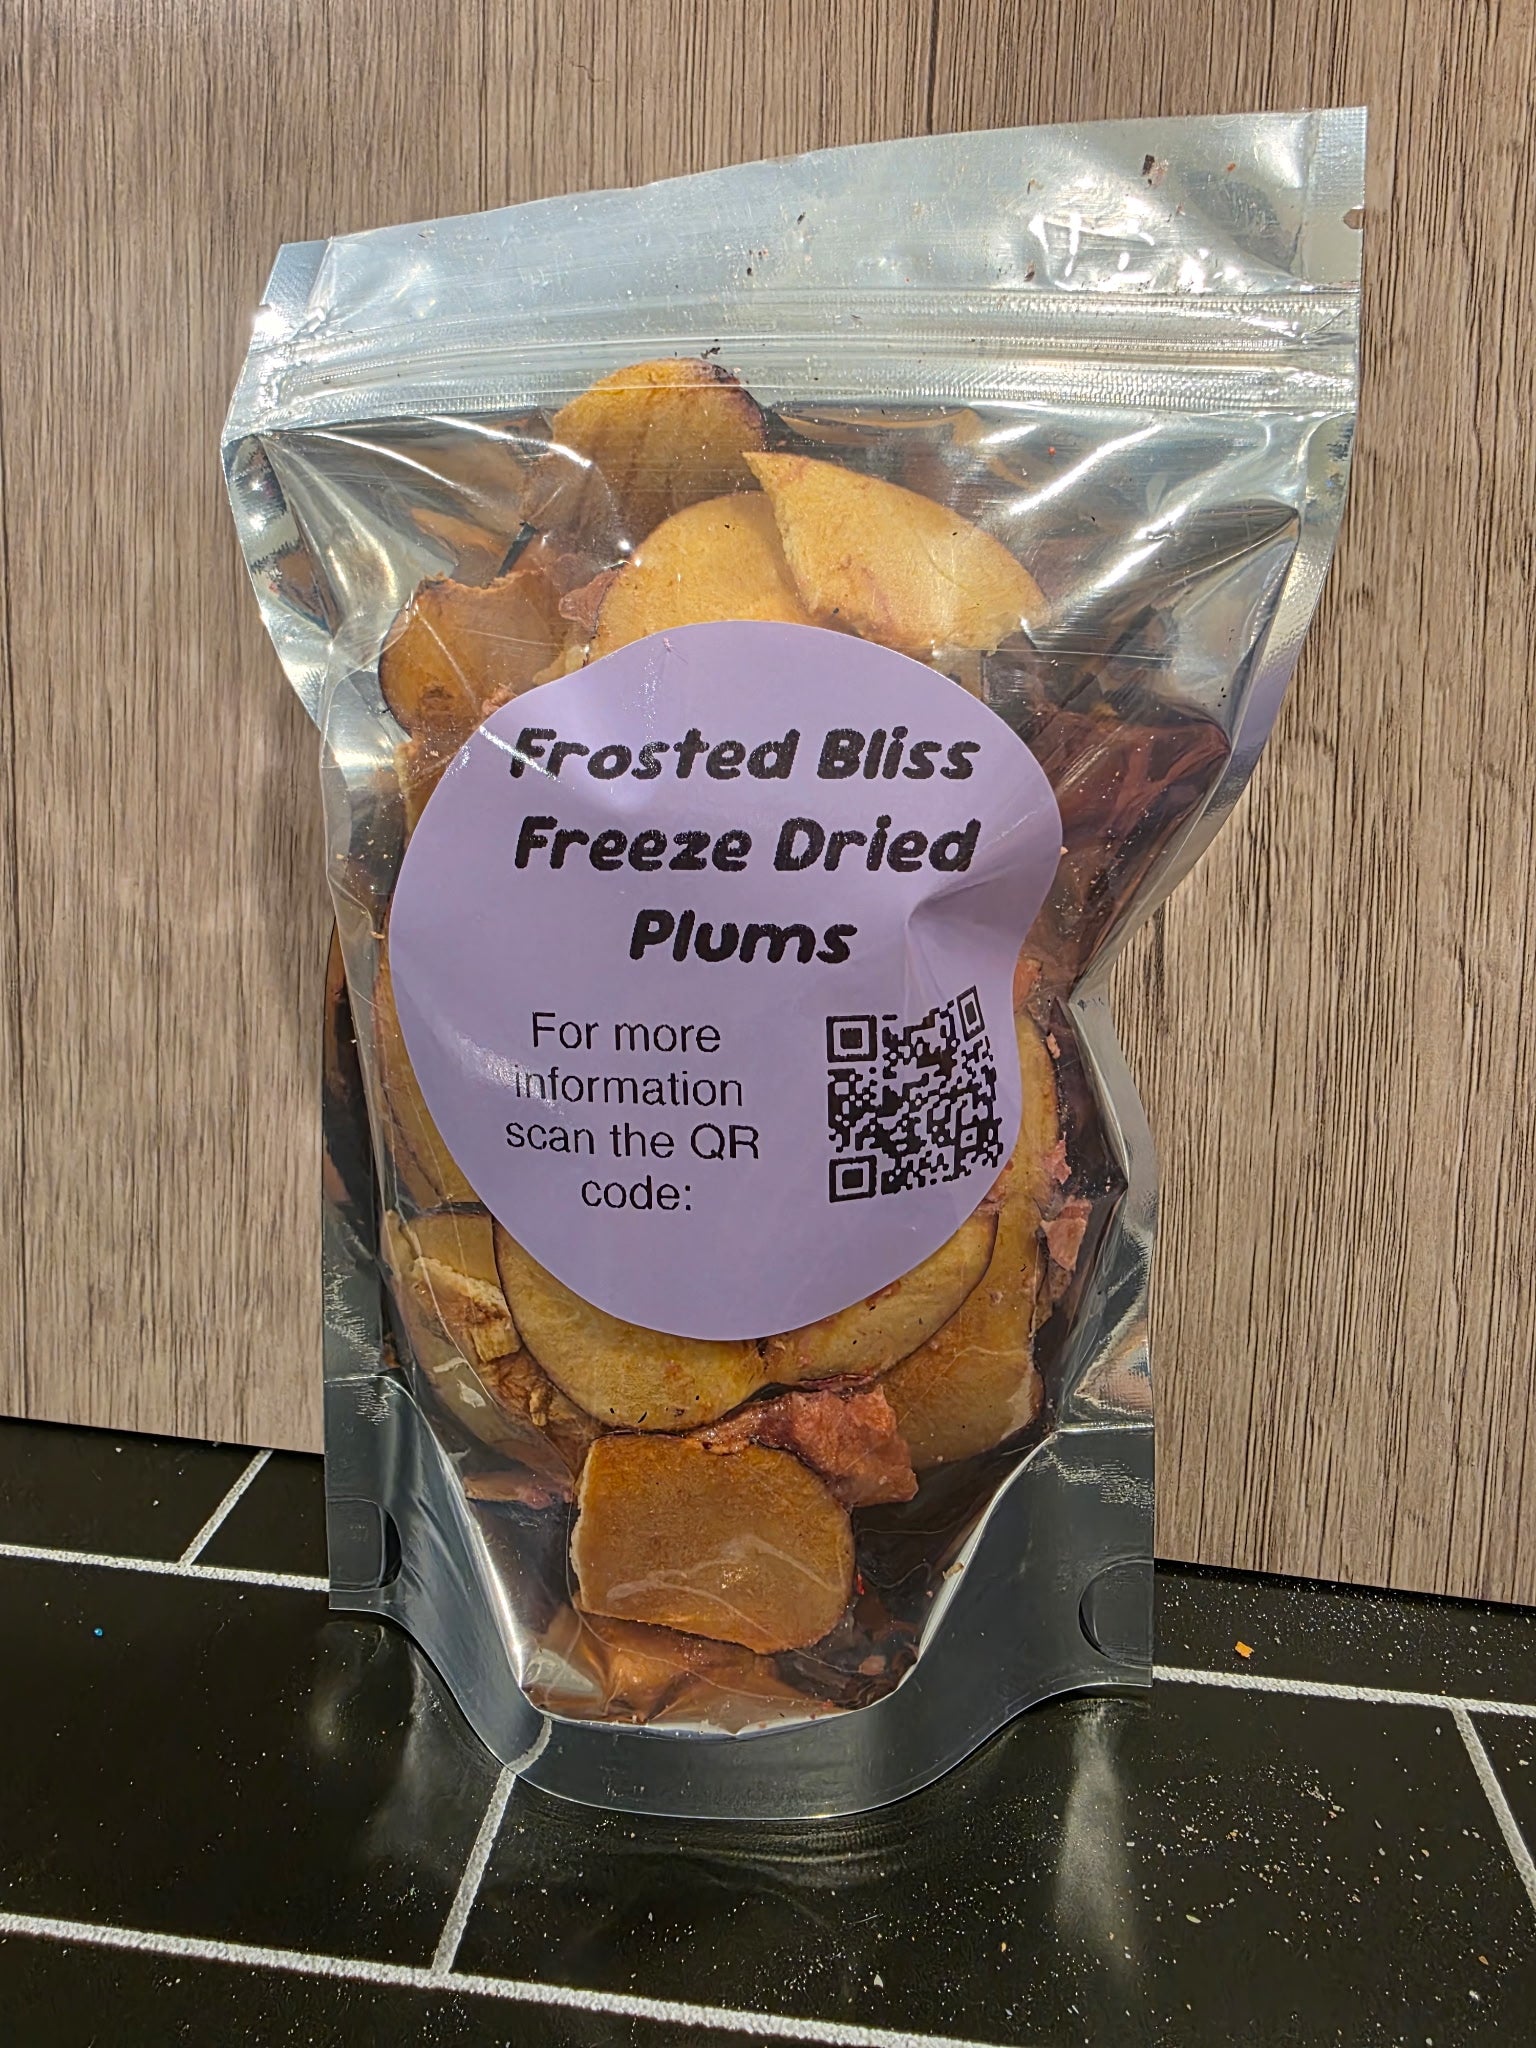 Frosted Bliss
Freeze Dried
Plums
For more
information
scan the QR
code: